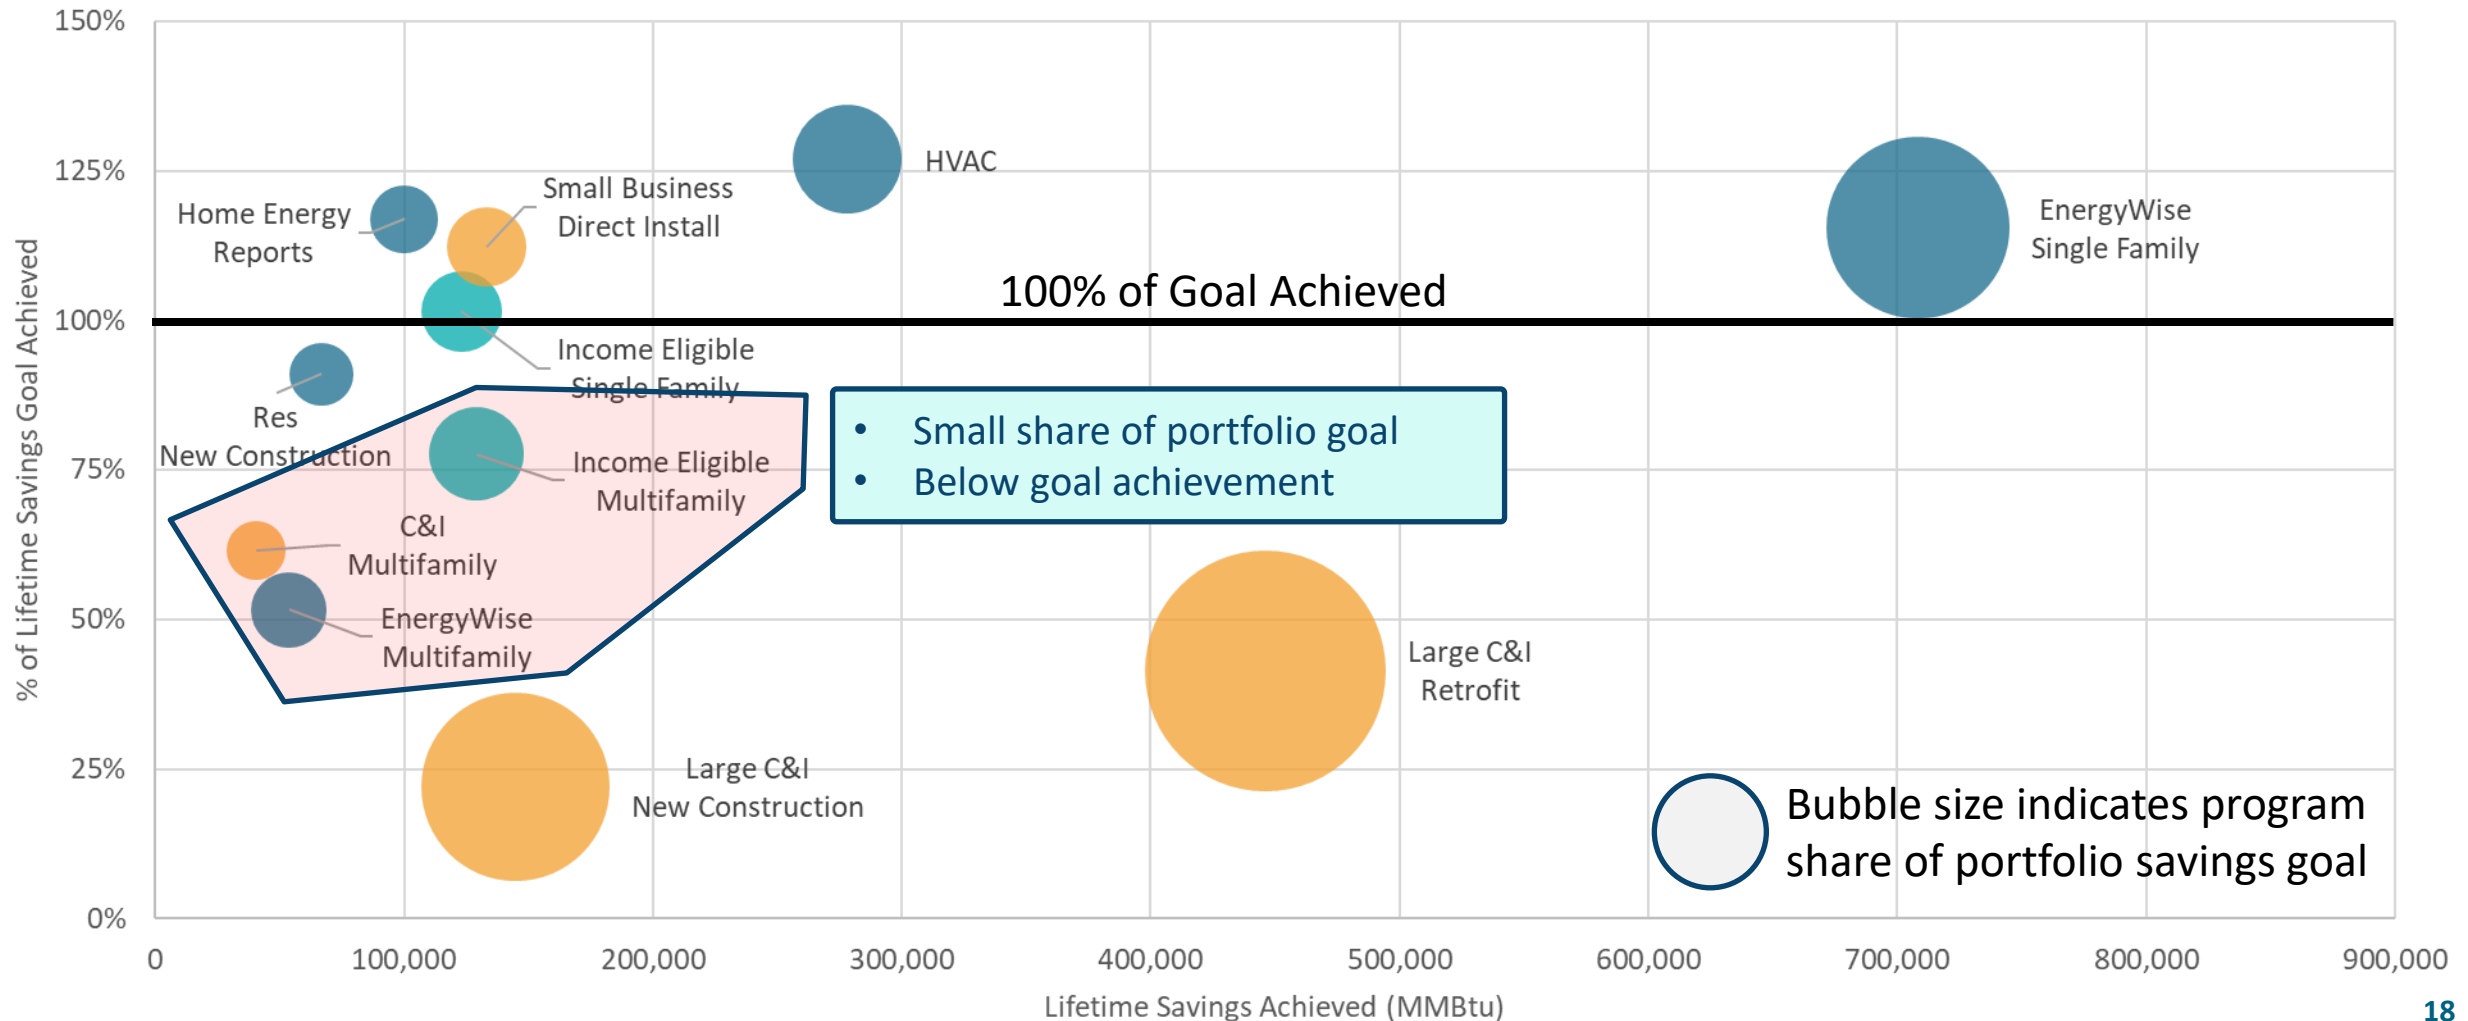 150%
125%
100%
75%
50%
25%
0%
% of Lifetime Savings Goal Achieved
HVAC
Small Business
Direct Install
Home Energy
Reports
EnergyWise
Single Family
100% of Goal Achieved
Income Eligible
Single Family
Res
New Construction
• Small share of portfolio goal
• Below goal achievement
Income Eligible
Multifamily
C&I
Multifamily
EnergyWise
Multifamily
Large C&I
Retrofit
Large C&I
New Construction
Bubble size indicates program
share of portfolio savings goal
0 100,000 200,000 300,000 400,000 500,000 600,000 700,000 800,000 900,000
Lifetime Savings Achieved (MMBtu)
18